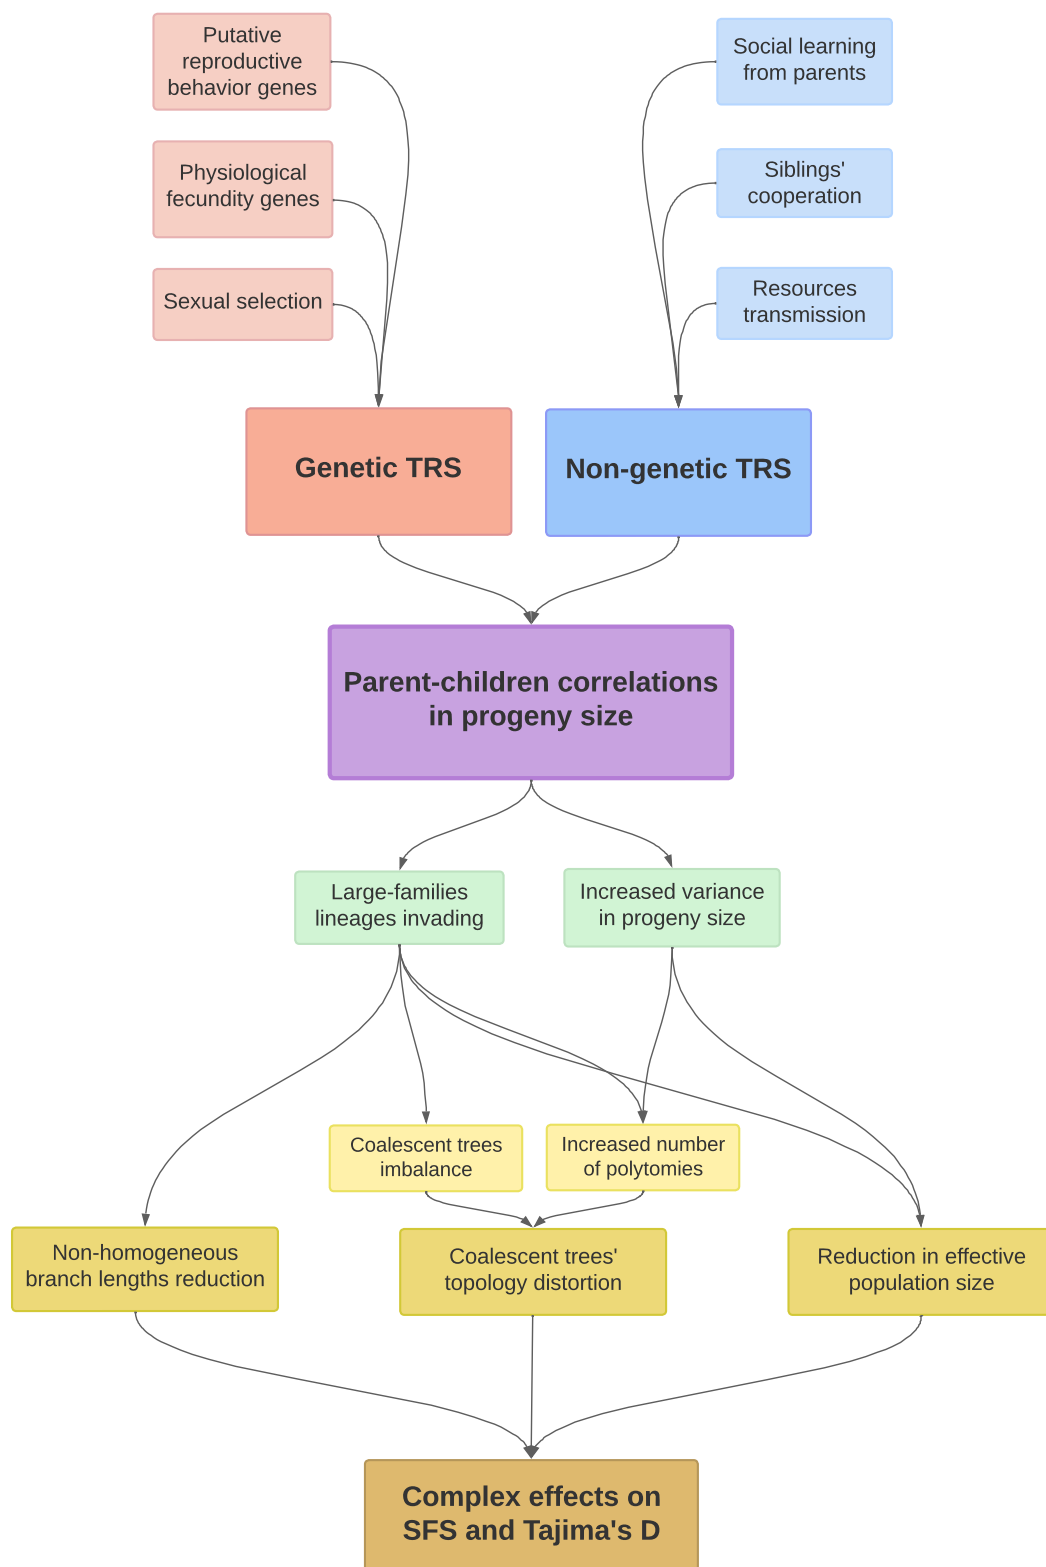 Putative
reproductive
behavior genes
Social learning
from parents
Physiological
fecundity genes
Siblings'
cooperation
Sexual selection
Resources
transmission
Genetic TRS
Non-genetic TRS
Parent-children correlations
in progeny size
Large-families
lineages invading
Increased variance
in progeny size
Coalescent trees
imbalance
Increased number
of polytomies
Non-homogeneous
branch lengths reduction
Coalescent trees'
topology distortion
Reduction in effective
population size
Complex effects on
SFS and Tajima's D